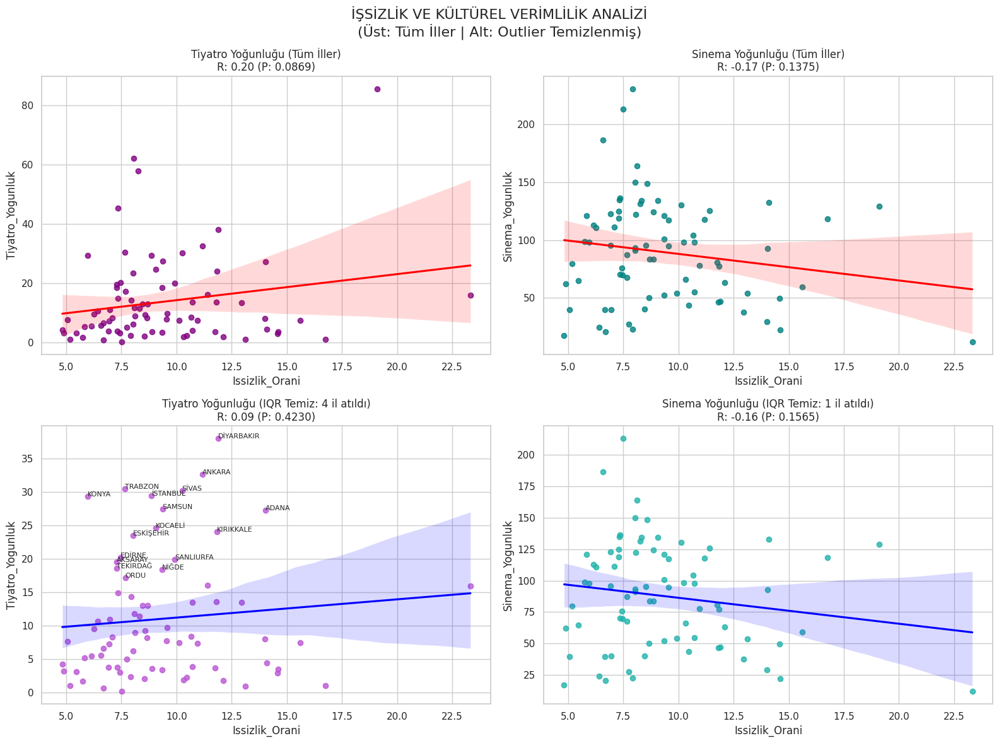 İŞSİZLİK VE KÜLTÜREL VERİMLİLİK ANALİZİ
(Üst: Tüm İller | Alt: Outlier Temizlenmiş)
Tiyatro Yoğunluğu (Tüm İller)
R: 0.20 (P: 0.0869)
Tiyatro_Yogunluk
80
60
40
20
0
5.0 7.5 10.0 12.5 15.0 17.5 20.0 22.5
Issizlik_Orani
Sinema Yoğunluğu (Tüm İller)
R: -0.17 (P: 0.1375)
Sinema_Yogunluk
200
150
100
50
5.0 7.5 10.0 12.5 15.0 17.5 20.0 22.5
Issizlik_Orani
Tiyatro Yoğunluğu (IQR Temiz: 4 il atıldı)
R: 0.09 (P: 0.4230)
Tiyatro_Yogunluk
35
30
25
20
15
10
5
0
DİYARBAKIR
ANKARA
TRABZON
SİVAS
KONYA
İSTANBUL
SAMSUN
ADANA
KOCAELİ
KIRIKKALE
ESKİŞEHİR
EDİRNE
ŞANLIURFA
AKSARAY
TEKİRDAĞ
NİĞDE
ORDU
5.0 7.5 10.0 12.5 15.0 17.5 20.0 22.5
Issizlik_Orani
Sinema Yoğunluğu (IQR Temiz: 1 il atıldı)
R: -0.16 (P: 0.1565)
Sinema_Yogunluk
200
175
150
125
100
75
50
25
5.0 7.5 10.0 12.5 15.0 17.5 20.0 22.5
Issizlik_Orani